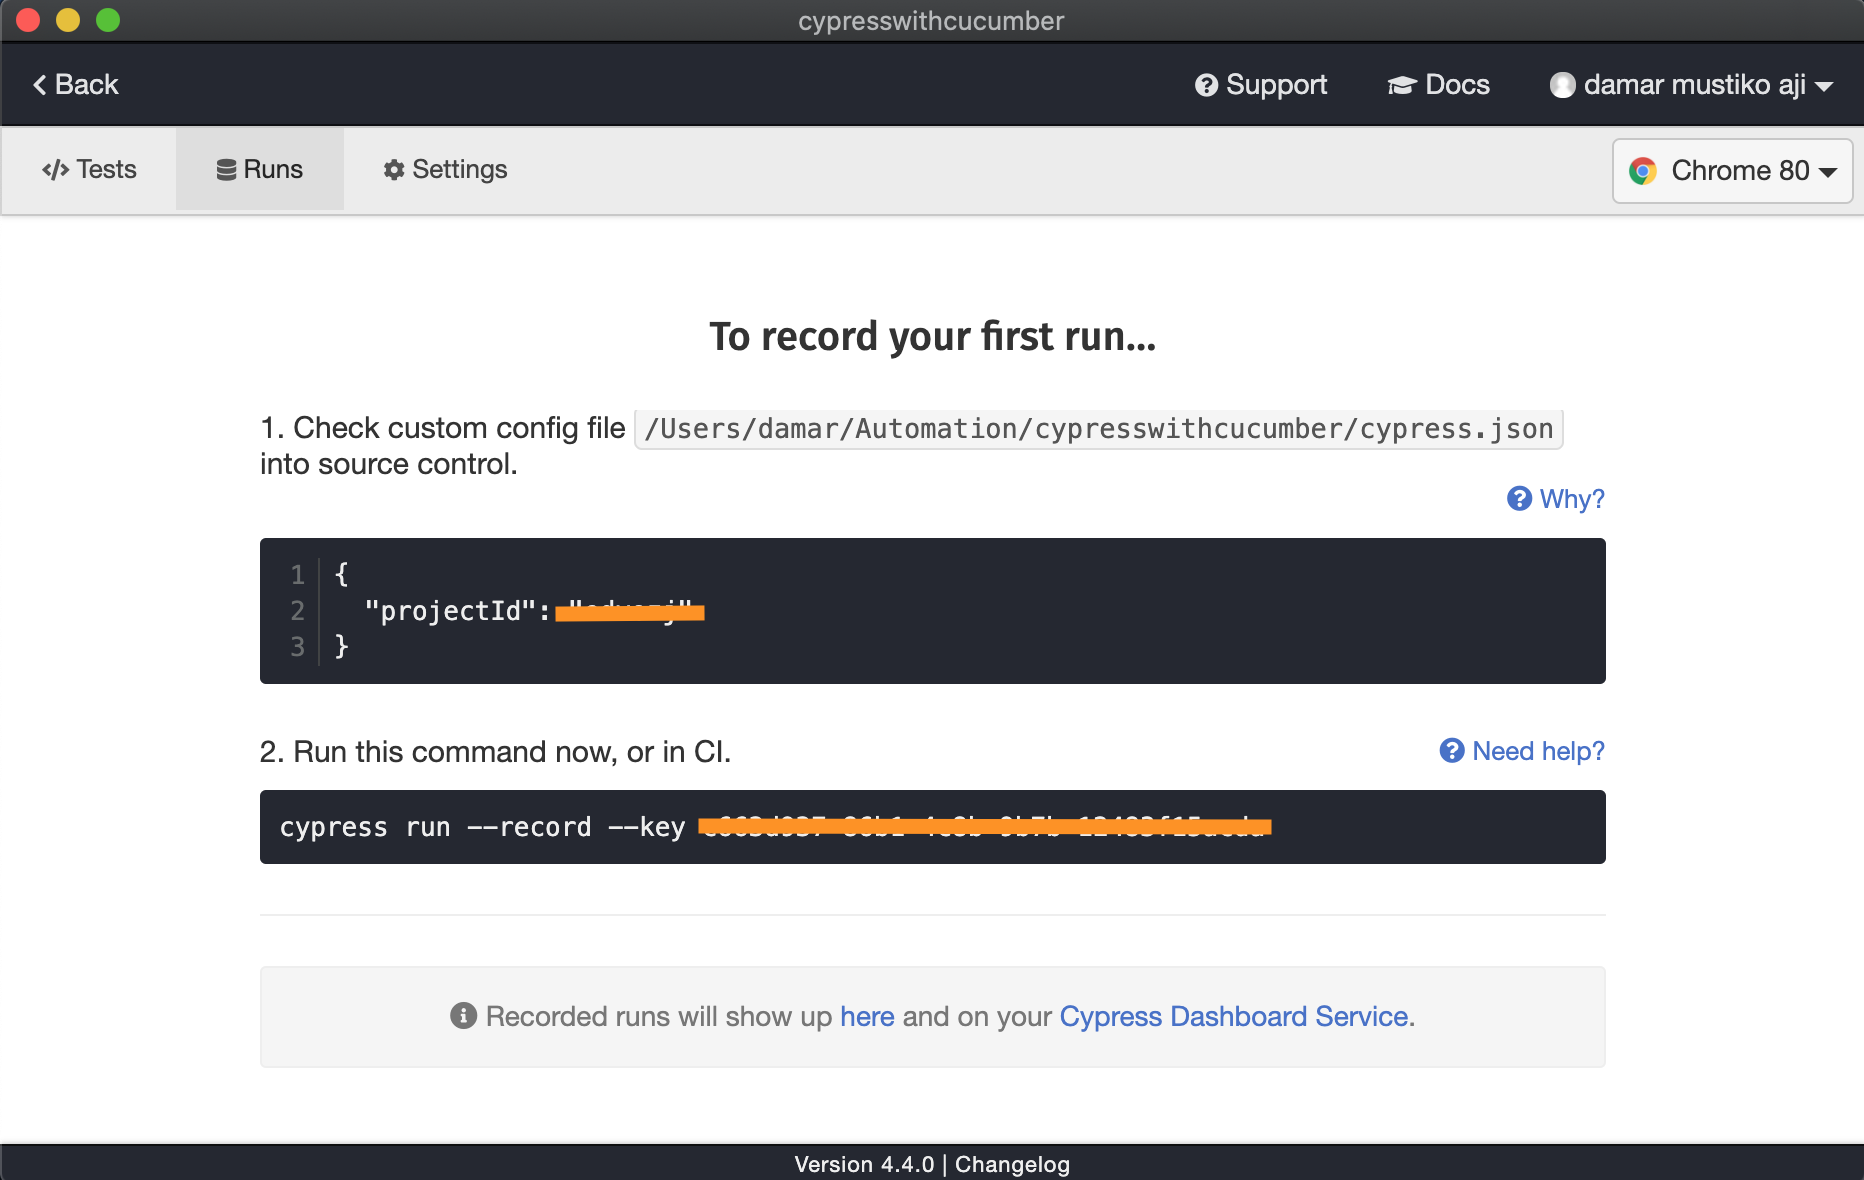 cypresswithcucumber
Back
Support
Docs
damar mustiko aji
</> Tests
Runs
Settings
Chrome 80
To record your first run...
1. Check custom config file /Users/damar/Automation/cypresswithcucumber/cypress.json
into source control.
Why?
1 {
2 "projectId":
3 }
2. Run this command now, or in CI.
Need help?
cypress run --record --key
Recorded runs will show up here and on your Cypress Dashboard Service.
Version 4.4.0 | Changelog